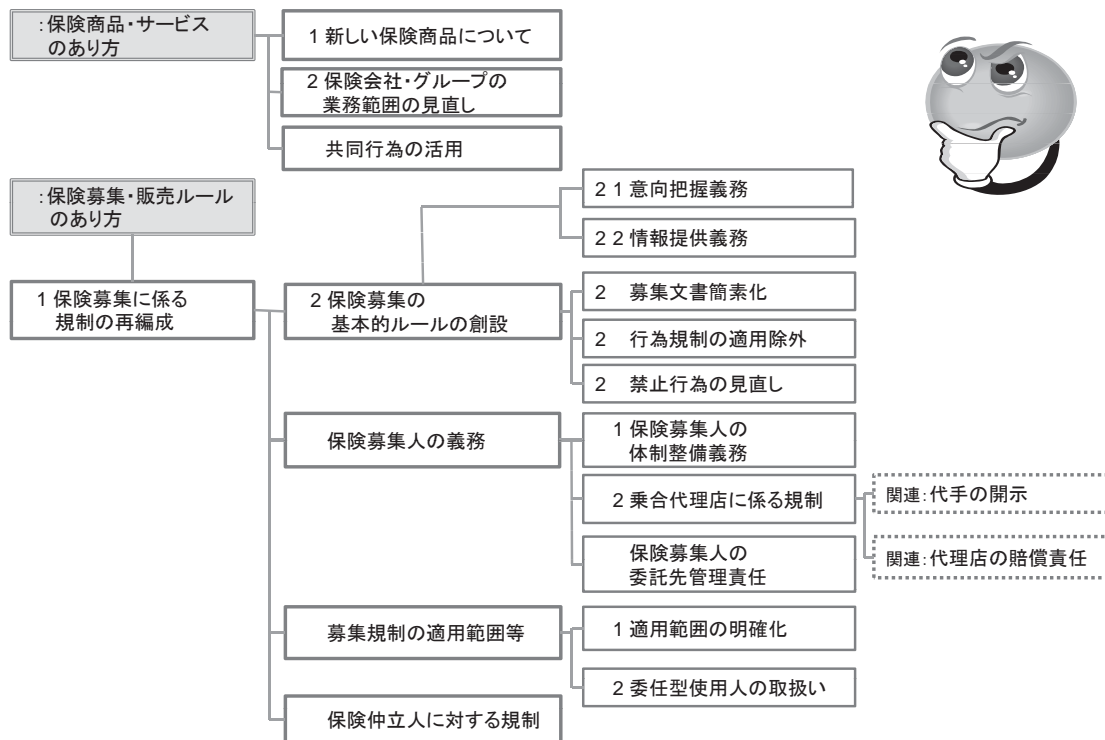 :保険商品・サービス
のあり方
1 新しい保険商品について
2 保険会社・グループの
業務範囲の見直し
共同行為の活用
:保険募集・販売ルール
のあり方
1 保険募集に係る
規制の再編成
2 保険募集の
基本的ルールの創設
2 1 意向把握義務
2 2 情報提供義務
2 募集文書簡素化
2 行為規制の適用除外
2 禁止行為の見直し
保険募集人の義務
1 保険募集人の
体制整備義務
2 乗合代理店に係る規制
関連:代手の開示
関連:代理店の賠償責任
保険募集人の
委託先管理責任
募集規制の適用範囲等
1 適用範囲の明確化
2 委任型使用人の取扱い
保険仲立人に対する規制